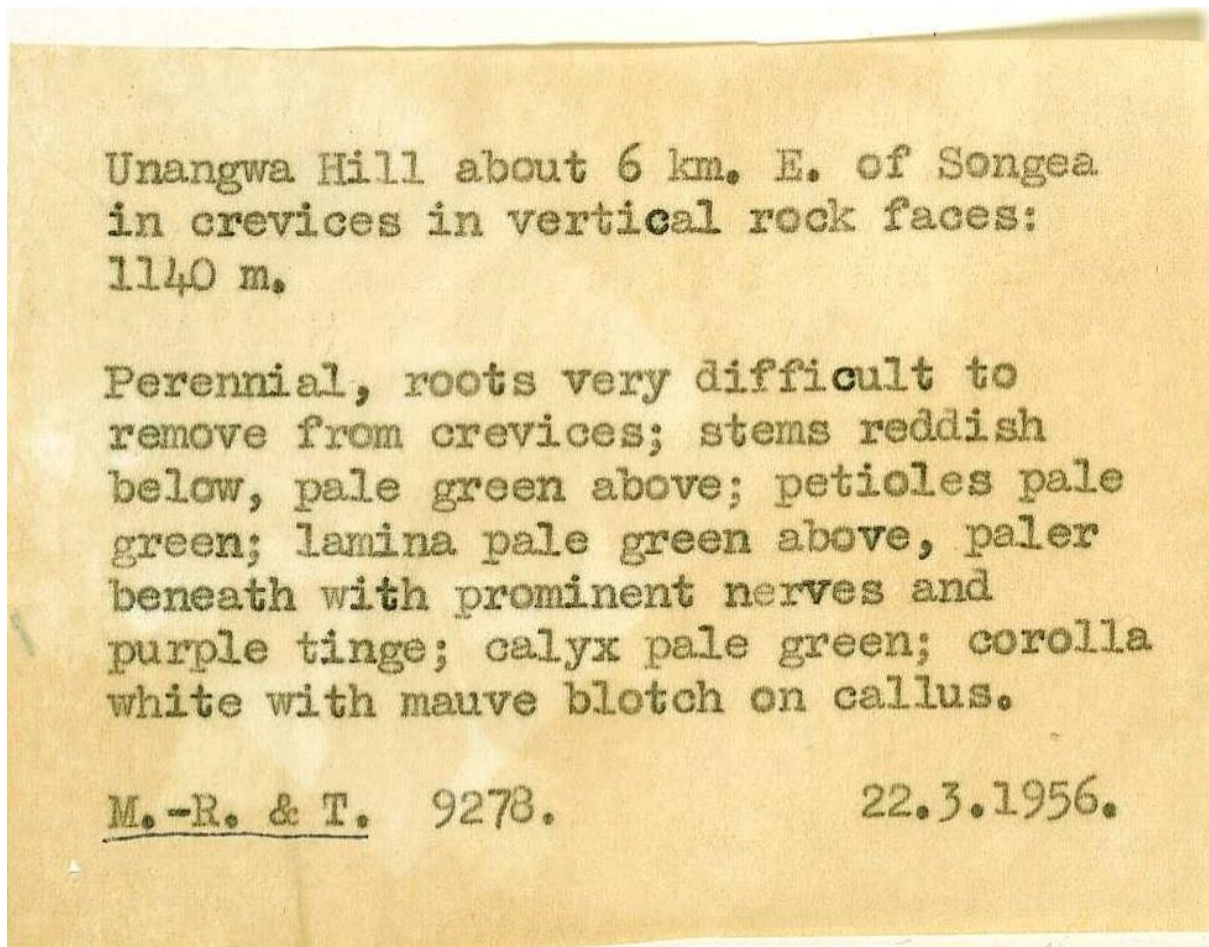 Unangwa Hill about 6 km. E. of Songea
in crevices in vertical rock faces:
1140 m.
Perennial, roots very difficult to
remove from crevices; stems reddish
below, pale green above; petioles pale
green; lamina pale green above, paler
beneath with prominent nerves and
purple tinge; calyx pale green; corolla
white with mauve blotch on callus.
M.-R. & T. 9278. 22.3.1956.